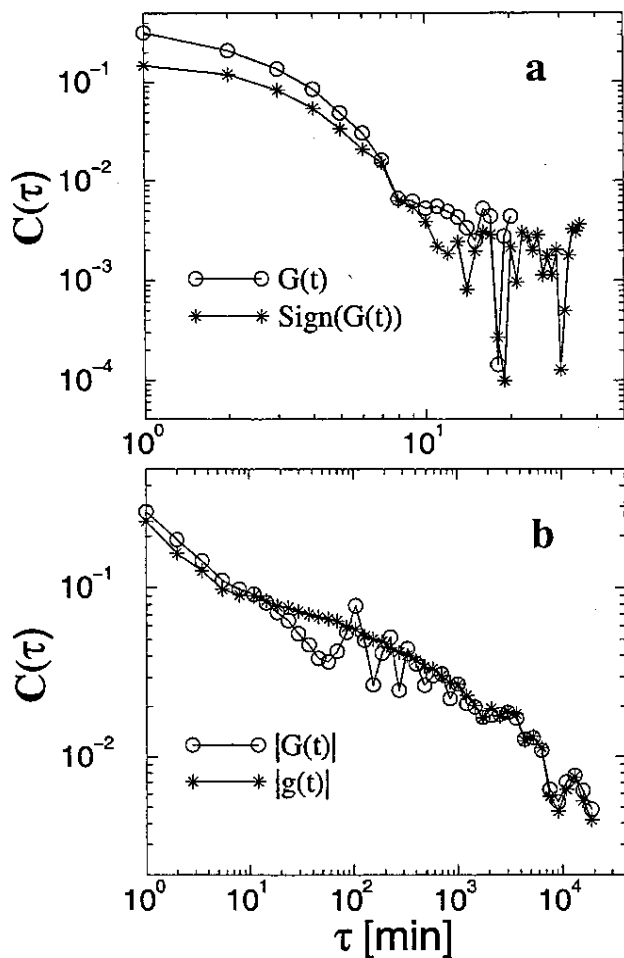 a
10⁻¹
10⁻²
10⁻³
10⁻⁴
C(τ)
G(t)
Sign(G(t))
10⁰
10¹
b
10⁻¹
10⁻²
C(τ)
|G(t)|
|g(t)|
10⁰
10¹
10²
10³
10⁴
τ [min]